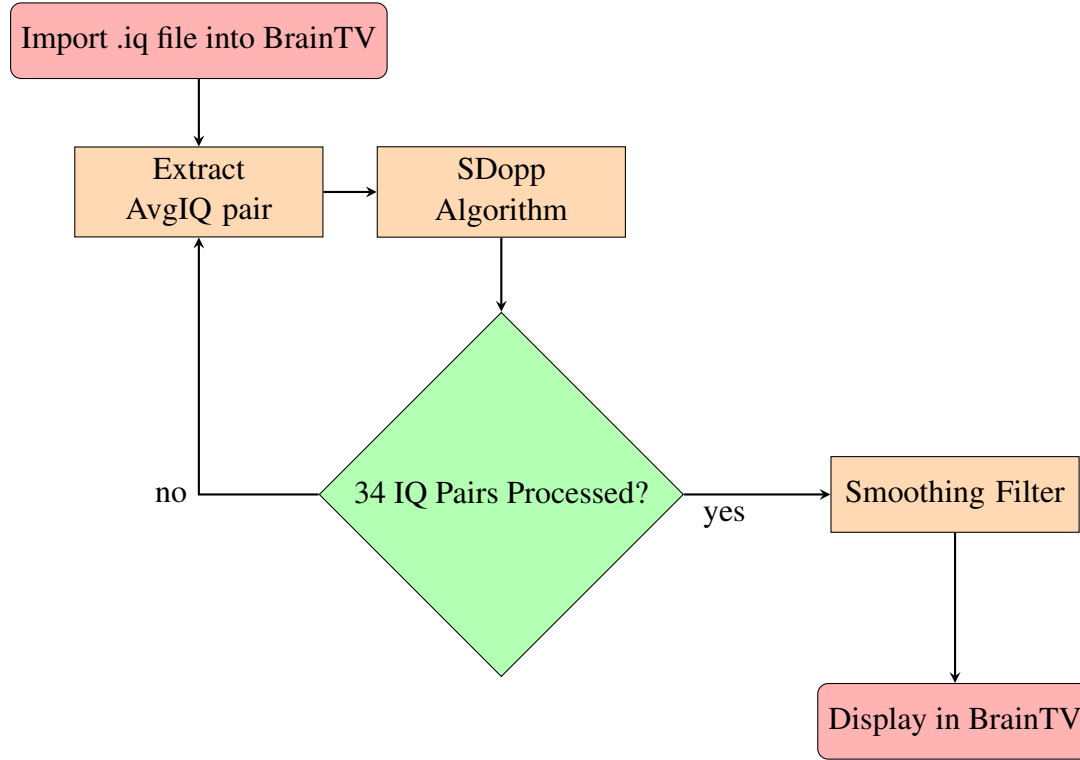 Import .iq file into BrainTV
Extract
AvgIQ pair
SDopp
Algorithm
34 IQ Pairs Processed?
no
yes
Smoothing Filter
Display in BrainTV